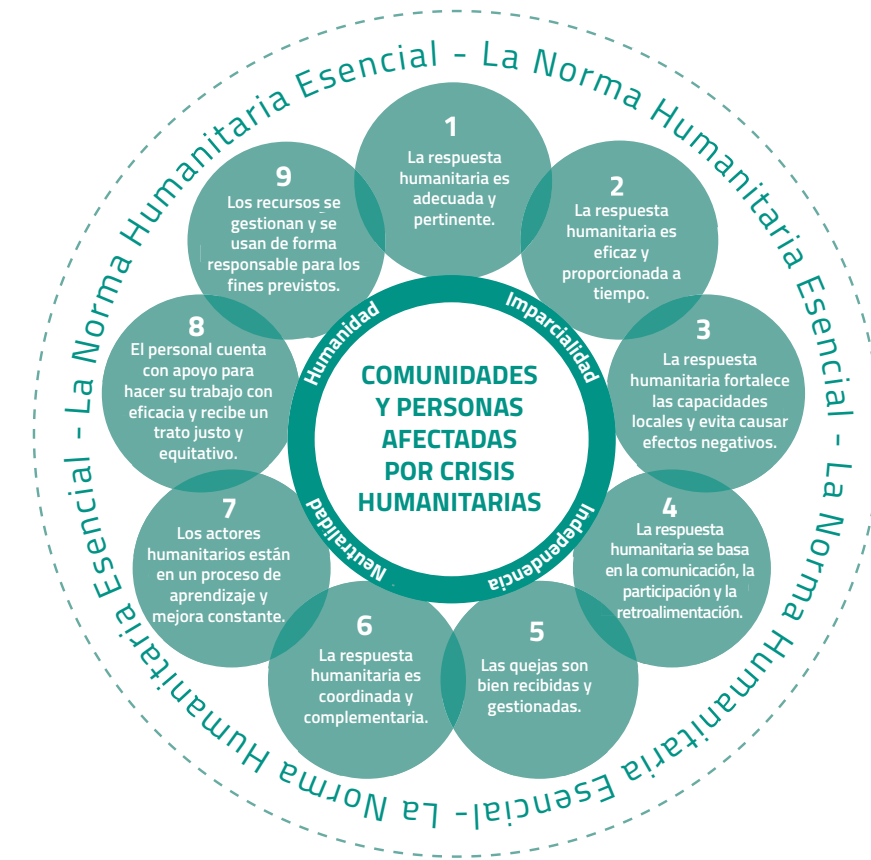 La Norma Humanitaria Esencial - La Norma Humanitaria Esencial - La Norma Humanitaria Esencial- La Norma Humanitaria Esencial -
1
La respuesta
humanitaria es
adecuada y
pertinente.
2
La respuesta
humanitaria es
eficaz y
proporcionada a
tiempo.
3
La respuesta
humanitaria fortalece
las capacidades
locales y evita causar
efectos negativos.
4
La respuesta
humanitaria se basa
en la comunicación, la
participación y la
retroalimentación.
5
Las quejas son
bien recibidas y
gestionadas.
6
La respuesta
humanitaria es
coordinada y
complementaria.
7
Los actores
humanitarios están
en un proceso de
aprendizaje y
mejora constante.
8
El personal cuenta
con apoyo para
hacer su trabajo con
eficacia y recibe un
trato justo y
equitativo.
9
Los recursos se
gestionan y se
usan de forma
responsable para los
fines previstos.
Humanidad
Imparcialidad
Independencia
Neutralidad
COMUNIDADES
Y PERSONAS
AFECTADAS
POR CRISIS
HUMANITARIAS